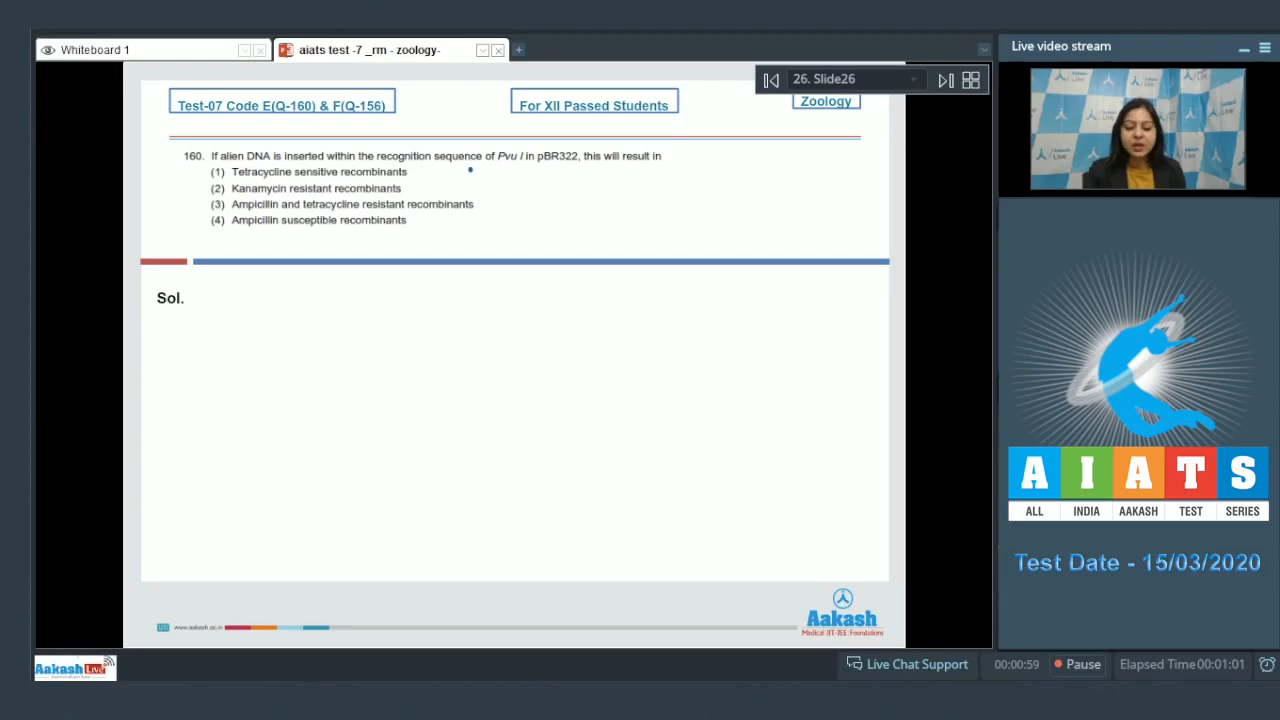 Whiteboard 1
aiats test -7 _rm - zoology-
Live video stream
26. Slide26
Test-07 Code E(Q-160) & F(Q-156)
For XII Passed Students
Zoology
160. If alien DNA is inserted within the recognition sequence of Pvu I in pBR322, this will result in
(1) Tetracycline sensitive recombinants
(2) Kanamycin resistant recombinants
(3) Ampicillin and tetracycline resistant recombinants
(4) Ampicillin susceptible recombinants
Sol.
A I A T S
ALL INDIA AAKASH TEST SERIES
Test Date - 15/03/2020
Aakash
Medical|IIT-JEE|Foundations
www.aakash.ac.in
Aakash Live
Live Chat Support
00:00:59
Pause
Elapsed Time 00:01:01